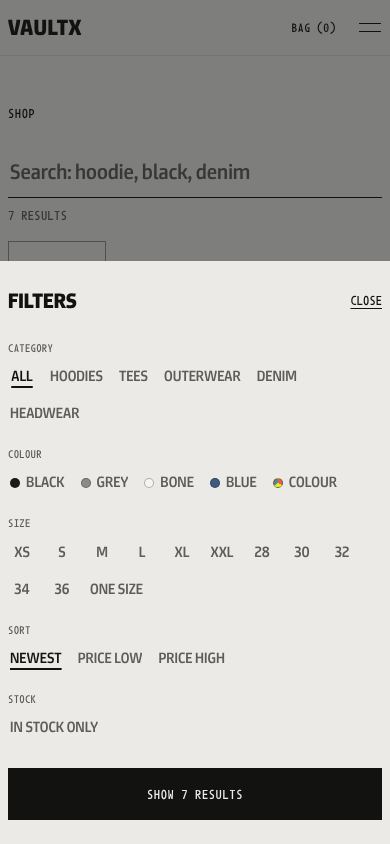 VAULTX
BAG (0)
SHOP
Search: hoodie, black, denim
7 RESULTS
FILTERS
CLOSE
CATEGORY
ALL HOODIES TEES OUTERWEAR DENIM
HEADWEAR
COLOUR
BLACK GREY BONE BLUE COLOUR
SIZE
XS S M L XL XXL 28 30 32
34 36 ONE SIZE
SORT
NEWEST PRICE LOW PRICE HIGH
STOCK
IN STOCK ONLY
SHOW 7 RESULTS